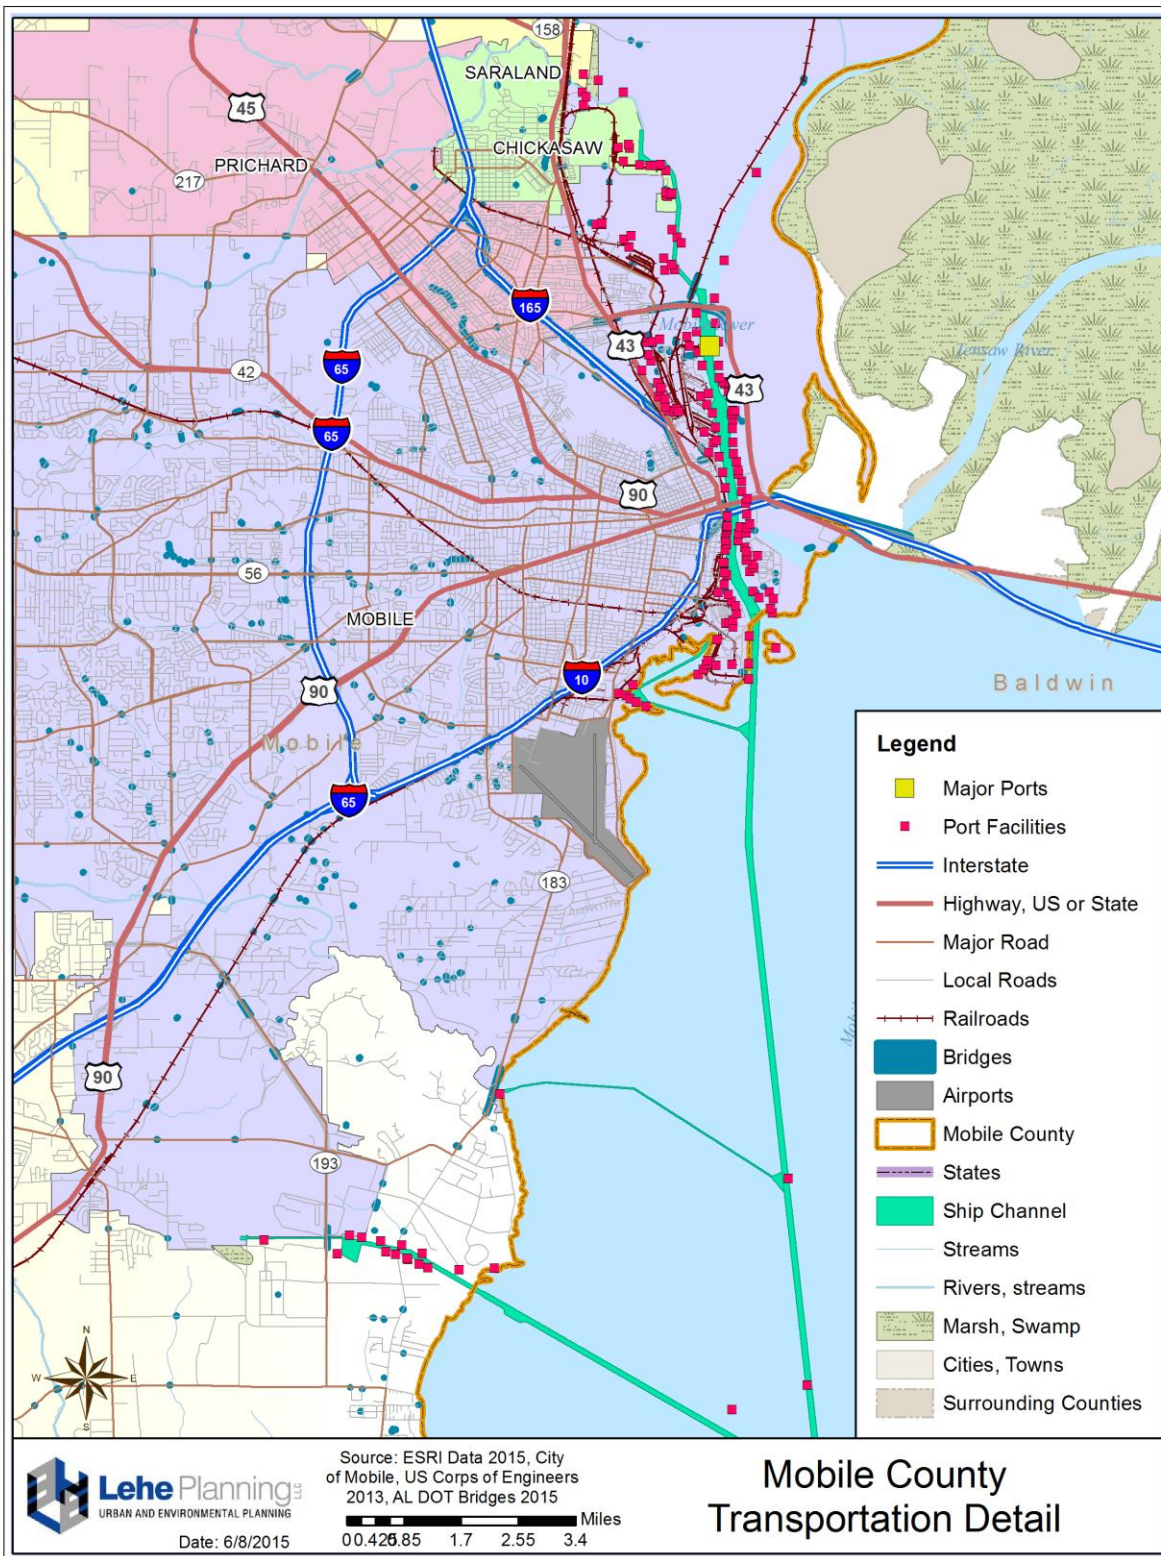 158
SARALAND
45
CHICKASAW
PRICHARD
217
165
43
Mobile River
Tensaw River
65
42
43
65
90
56
MOBILE
10
90
Baldwin
Mobile
65
183
90
193
Legend
Major Ports
Port Facilities
Interstate
Highway, US or State
Major Road
Local Roads
Railroads
Bridges
Airports
Mobile County
States
Ship Channel
Streams
Rivers, streams
Marsh, Swamp
Cities, Towns
Surrounding Counties
N
W E
S
Lehe Planning LLC
URBAN AND ENVIRONMENTAL PLANNING
Date: 6/8/2015
Source: ESRI Data 2015, City
of Mobile, US Corps of Engineers
2013, AL DOT Bridges 2015
Miles
0 0.425 0.85 1.7 2.55 3.4
Mobile County
Transportation Detail